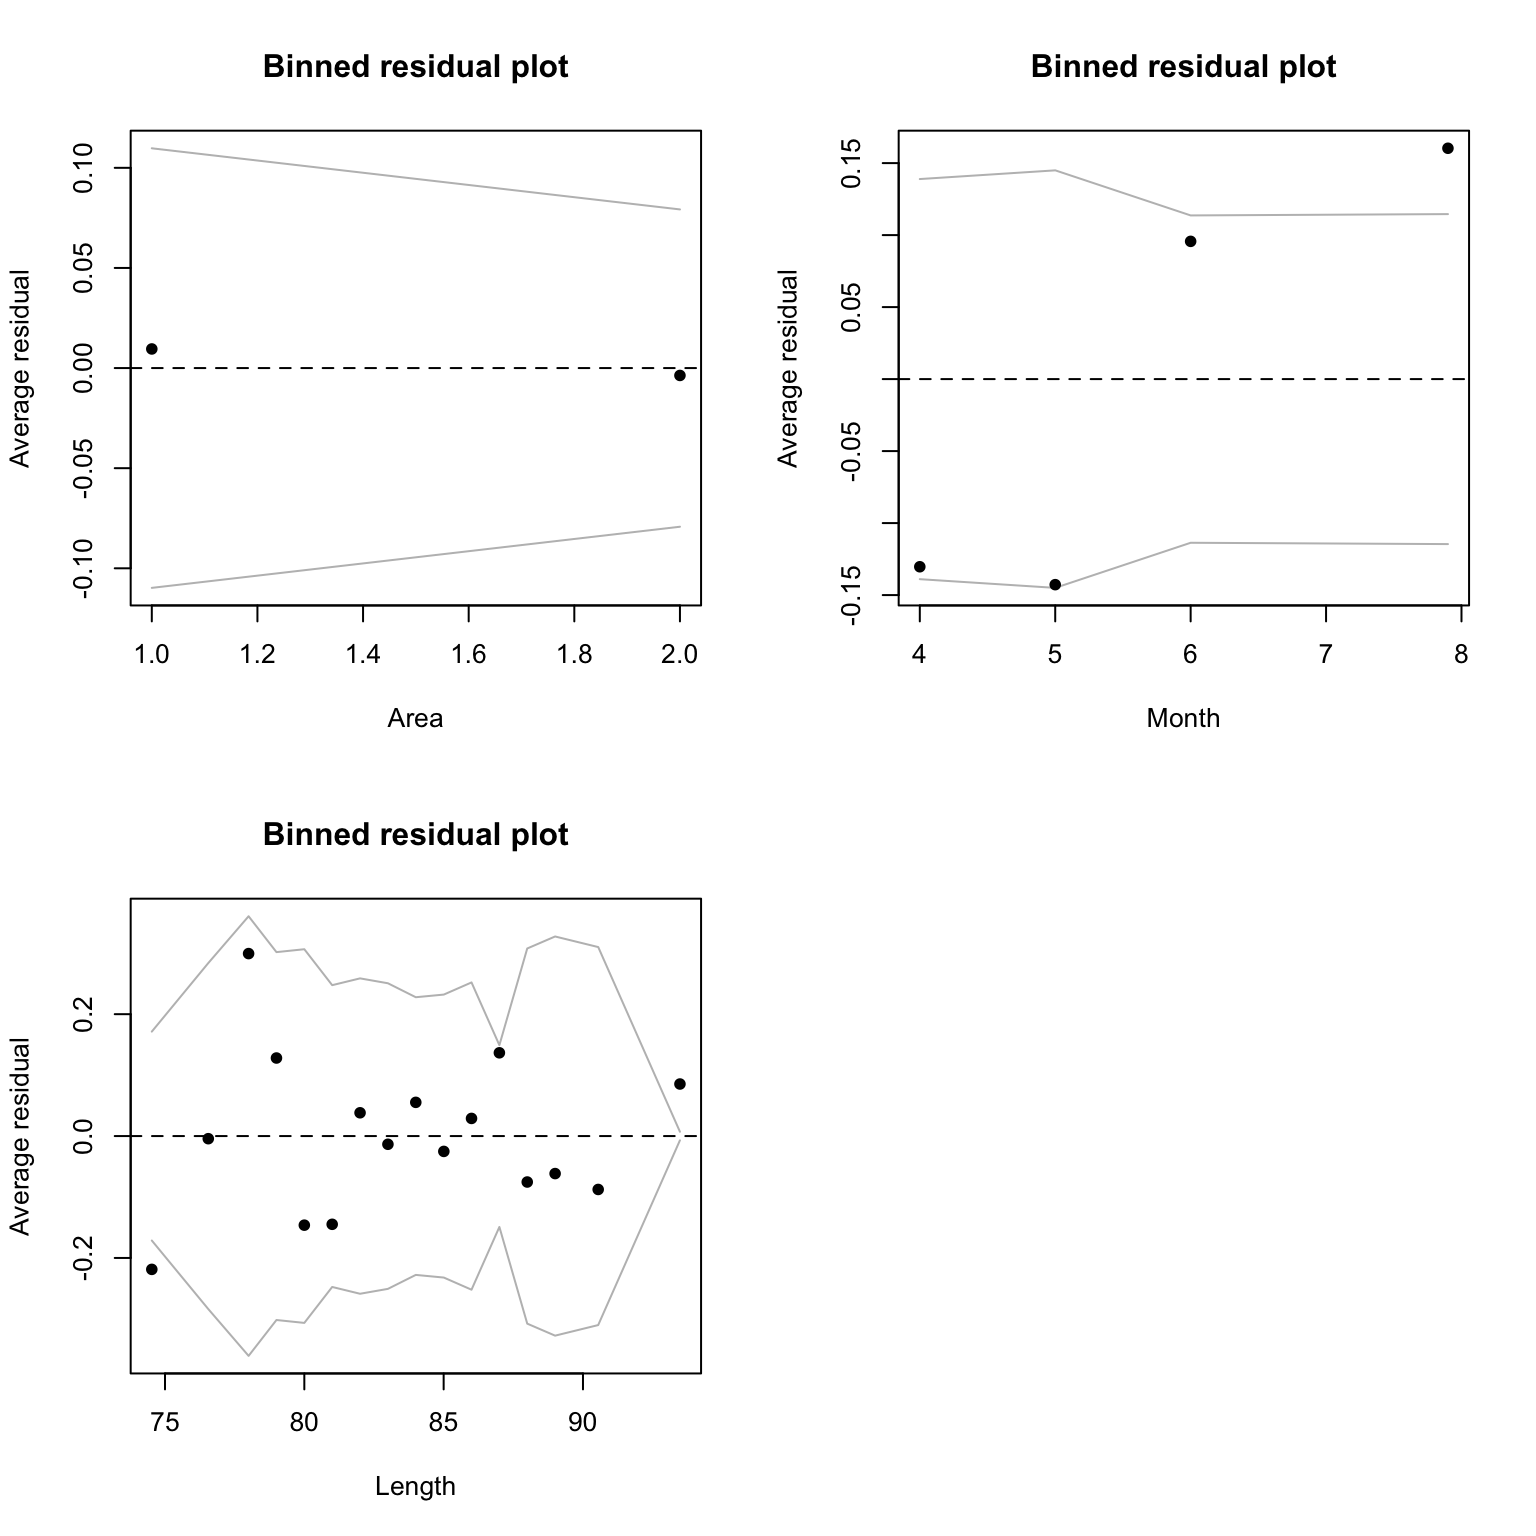 Binned residual plot
Average residual
0.10
0.05
0.00
-0.05
-0.10
1.0 1.2 1.4 1.6 1.8 2.0
Area
Binned residual plot
Average residual
0.15
0.05
-0.05
-0.15
4 5 6 7 8
Month
Binned residual plot
Average residual
0.2
0.0
-0.2
75 80 85 90
Length